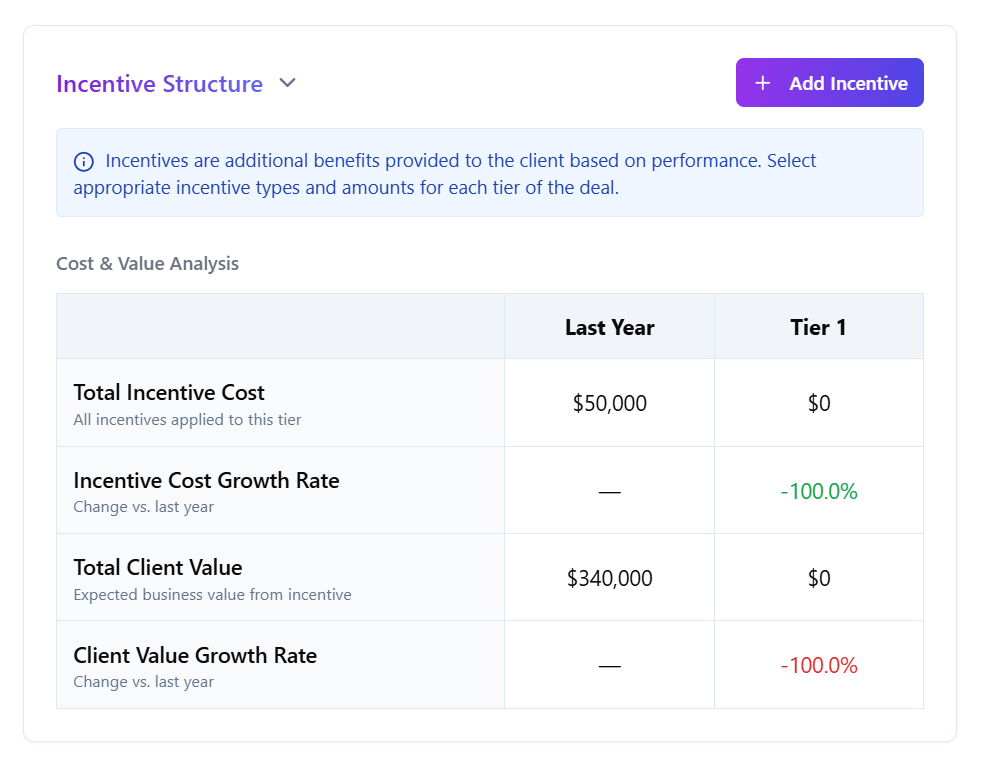 Incentive Structure
+ Add Incentive
Incentives are additional benefits provided to the client based on performance. Select
appropriate incentive types and amounts for each tier of the deal.
Cost & Value Analysis
Last Year Tier 1
Total Incentive Cost
All incentives applied to this tier
$50,000 $0
Incentive Cost Growth Rate
Change vs. last year
— -100.0%
Total Client Value
Expected business value from incentive
$340,000 $0
Client Value Growth Rate
Change vs. last year
— -100.0%